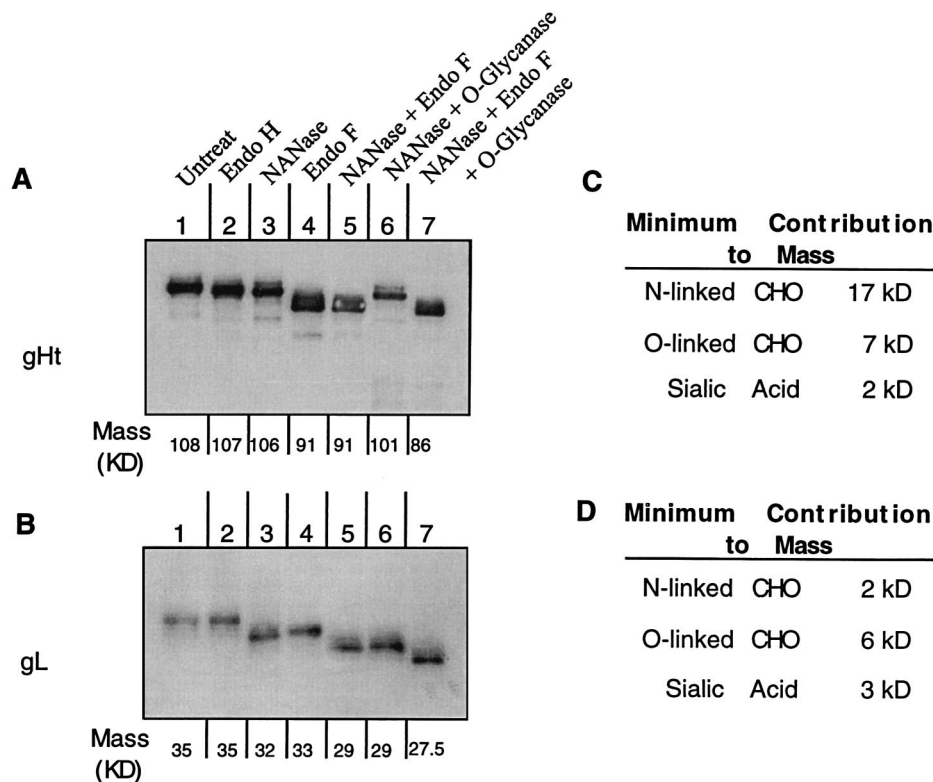 Untreat
Endo H
NANase
Endo F
NANase + Endo F
NANase + O-Glycanase
NANase + Endo F
+ O-Glycanase
A
1 2 3 4 5 6 7
gHt
Mass
(KD)
108 107 106 91 91 101 86
C
Minimum Contribution
to Mass
N-linked CHO 17 kD
O-linked CHO 7 kD
Sialic Acid 2 kD
B
1 2 3 4 5 6 7
gL
Mass
(KD)
35 35 32 33 29 29 27.5
D
Minimum Contribution
to Mass
N-linked CHO 2 kD
O-linked CHO 6 kD
Sialic Acid 3 kD